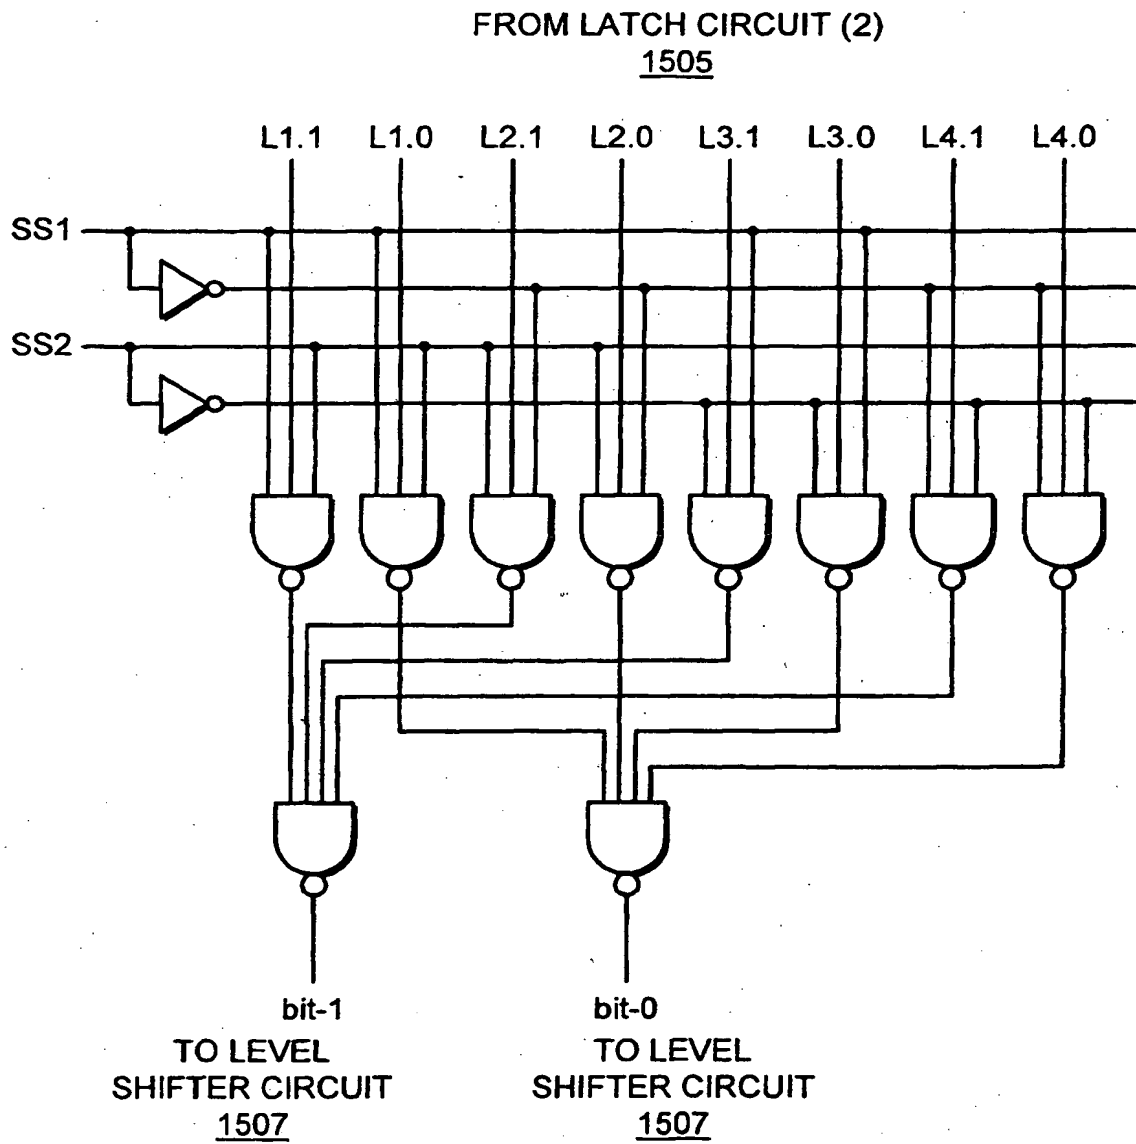 FROM LATCH CIRCUIT (2)
1505
L1.1 L1.0 L2.1 L2.0 L3.1 L3.0 L4.1 L4.0
SS1
SS2
bit-1 bit-0
TO LEVEL TO LEVEL
SHIFTER CIRCUIT SHIFTER CIRCUIT
1507 1507